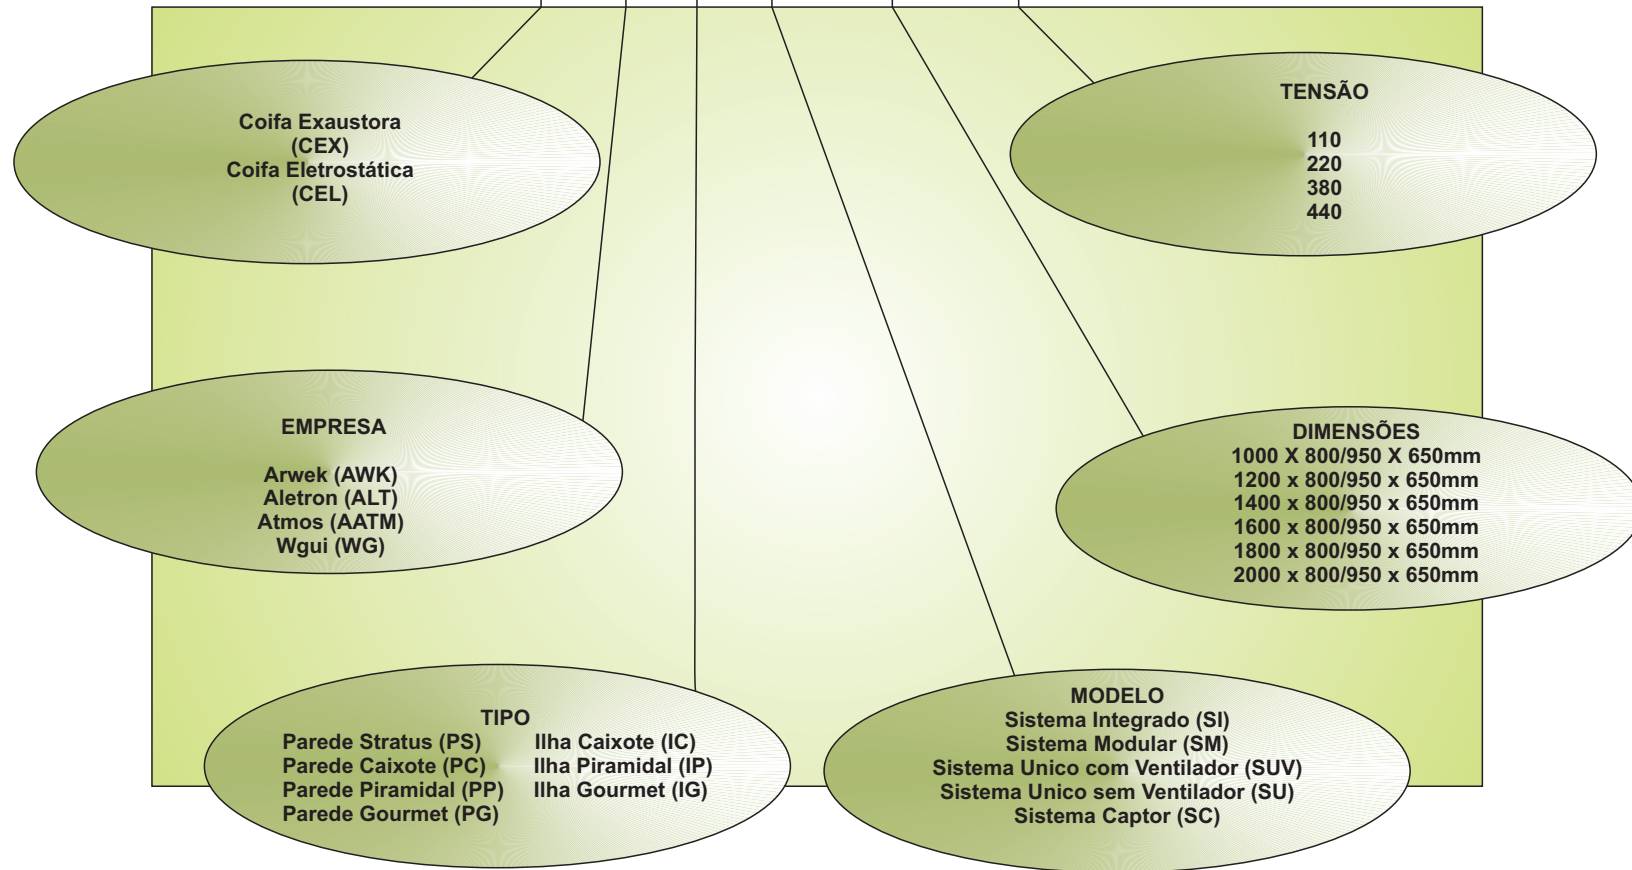 Coifa Exaustora
(CEX)
Coifa Eletrostática
(CEL)
TENSÃO
110
220
380
440
EMPRESA
Arwek (AWK)
Aletron (ALT)
Atmos (AATM)
Wgui (WG)
DIMENSÕES
1000 X 800/950 X 650mm
1200 x 800/950 x 650mm
1400 x 800/950 x 650mm
1600 x 800/950 x 650mm
1800 x 800/950 x 650mm
2000 x 800/950 x 650mm
TIPO
Parede Stratus (PS) Ilha Caixote (IC)
Parede Caixote (PC) Ilha Piramidal (IP)
Parede Piramidal (PP) Ilha Gourmet (IG)
Parede Gourmet (PG)
MODELO
Sistema Integrado (SI)
Sistema Modular (SM)
Sistema Unico com Ventilador (SUV)
Sistema Unico sem Ventilador (SU)
Sistema Captor (SC)